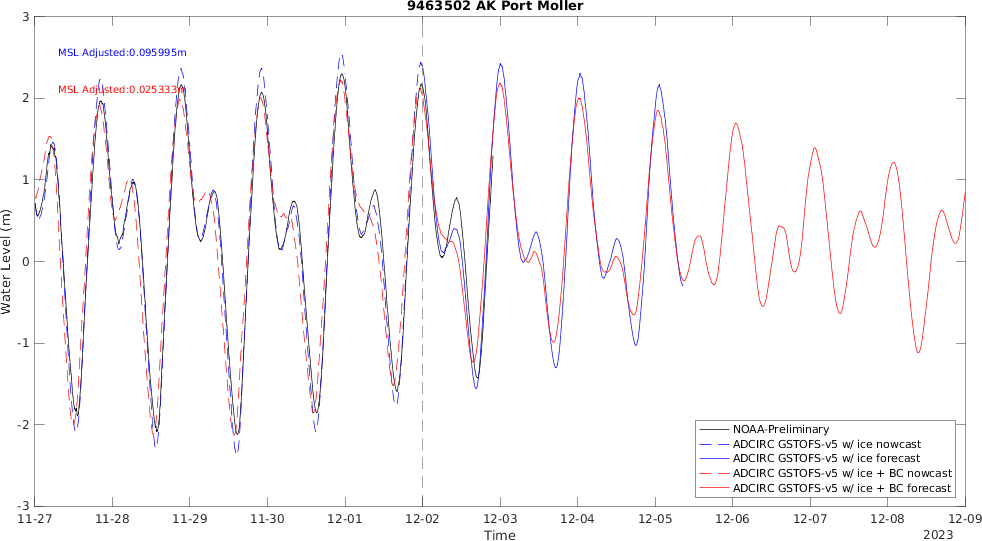 9463502 AK Port Moller
MSL Adjusted:0.095995m
MSL Adjusted:0.025333m
Water Level (m)
3
2
1
0
-1
-2
-3
NOAA-Preliminary
ADCIRC GSTOFS-v5 w/ ice nowcast
ADCIRC GSTOFS-v5 w/ ice forecast
ADCIRC GSTOFS-v5 w/ ice + BC nowcast
ADCIRC GSTOFS-v5 w/ ice + BC forecast
11-27 11-28 11-29 11-30 12-01 12-02 12-03 12-04 12-05 12-06 12-07 12-08 12-09
Time 2023